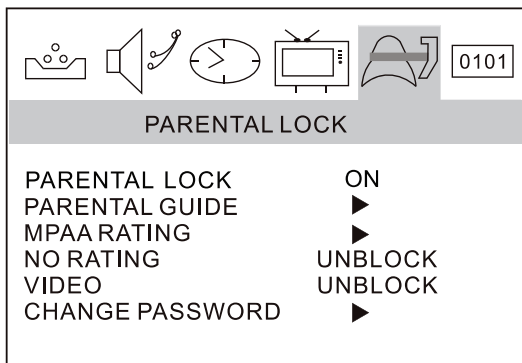 0101
PARENTAL LOCK
PARENTAL LOCK ON
PARENTAL GUIDE ▶
MPAA RATING ▶
NO RATING UNBLOCK
VIDEO UNBLOCK
CHANGE PASSWORD ▶